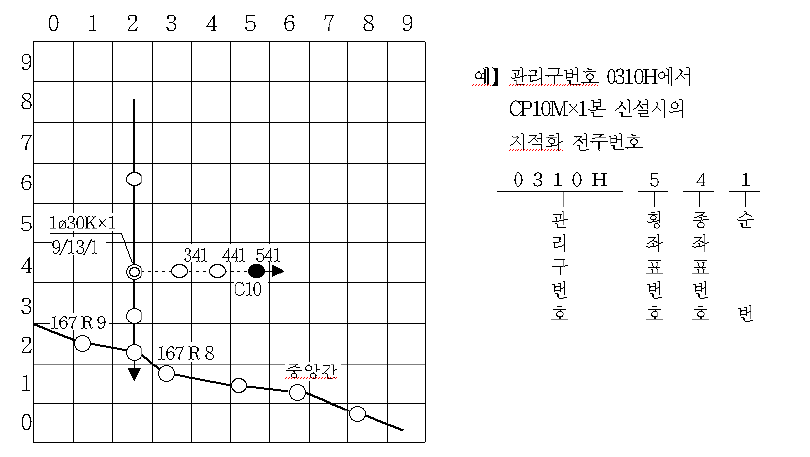 0 1 2 3 4 5 6 7 8 9
9
8
7
6
5
4
3
2
1
0
1ø30K×1
9/13/1
341 441 541
C10
167 R 9
167 R 8
중앙간
예】 관리구번호 0310H에서
CP10M×1본 신설시의
지적화 전주번호
0 3 1 0 H 5 4 1
관리구번호
횡좌표번호
종좌표번호
순번